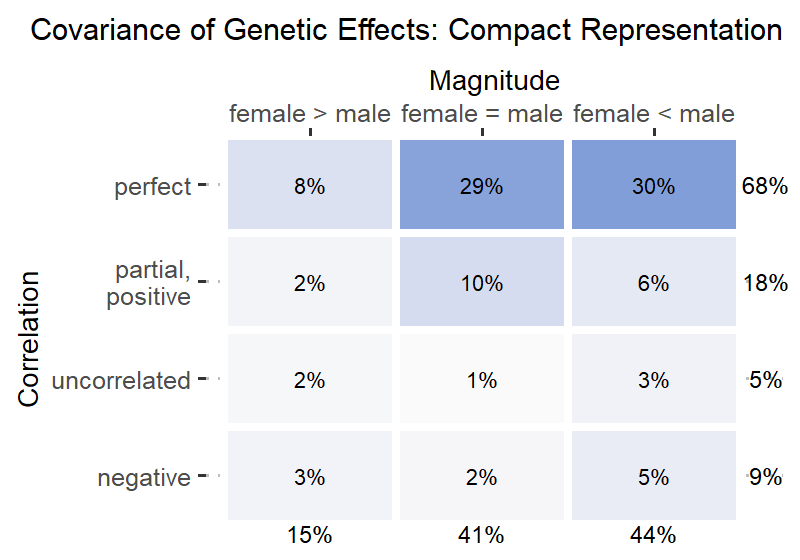 Covariance of Genetic Effects: Compact Representation
Magnitude
female > male female = male female < male
perfect 8% 29% 30% 68%
partial,
positive 2% 10% 6% 18%
Correlation
uncorrelated 2% 1% 3% 5%
negative 3% 2% 5% 9%
15% 41% 44%